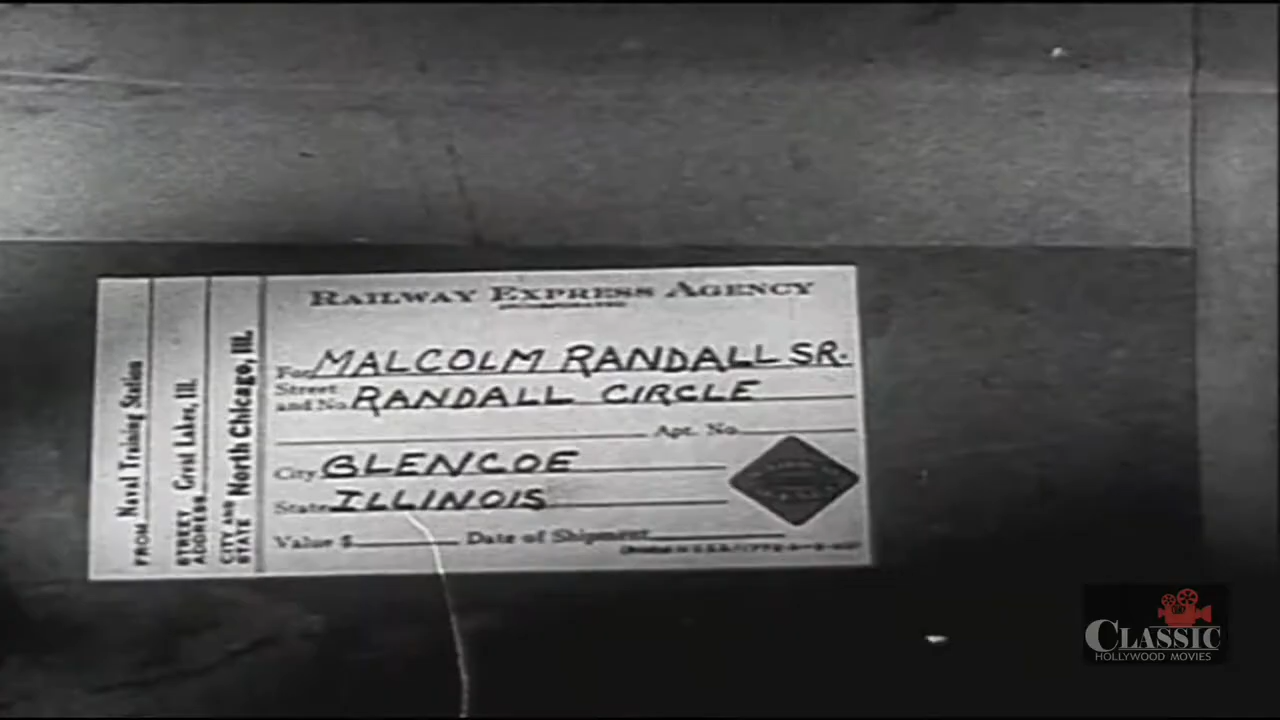 RAILWAY EXPRESS AGENCY
INCORPORATED
For MALCOLM RANDALL SR.
Street and No. RANDALL CIRCLE
Apt. No.
City GLENCOE
State ILLINOIS
Value $ Date of Shipment
FROM Naval Training Station
STREET ADDRESS Great Lakes, Ill.
CITY AND STATE North Chicago, Ill.
CLASSIC
HOLLYWOOD MOVIES